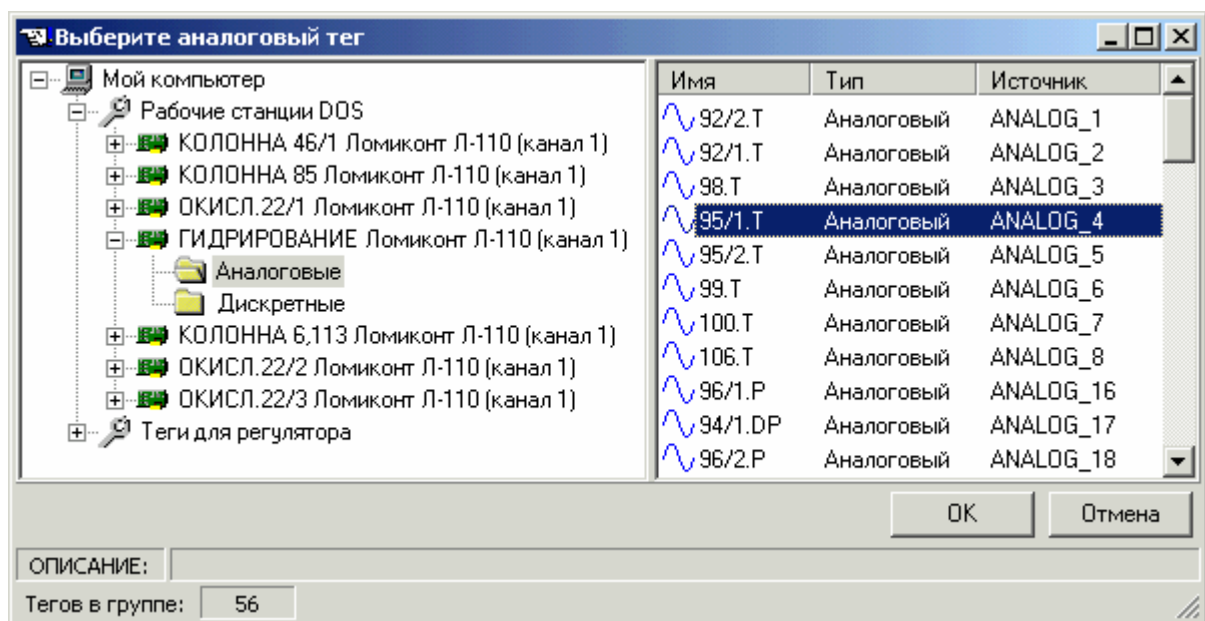 Выберите аналоговый тег
Мой компьютер
Рабочие станции DOS
КОЛОННА 46/1 Ломиконт Л-110 (канал 1)
КОЛОННА 85 Ломиконт Л-110 (канал 1)
ОКИСЛ.22/1 Ломиконт Л-110 (канал 1)
ГИДРИРОВАНИЕ Ломиконт Л-110 (канал 1)
Аналоговые
Дискретные
КОЛОННА 6,113 Ломиконт Л-110 (канал 1)
ОКИСЛ.22/2 Ломиконт Л-110 (канал 1)
ОКИСЛ.22/3 Ломиконт Л-110 (канал 1)
Теги для регулятора
Имя Тип Источник
92/2.T Аналоговый ANALOG_1
92/1.T Аналоговый ANALOG_2
98.T Аналоговый ANALOG_3
95/1.T Аналоговый ANALOG_4
95/2.T Аналоговый ANALOG_5
99.T Аналоговый ANALOG_6
100.T Аналоговый ANALOG_7
106.T Аналоговый ANALOG_8
96/1.P Аналоговый ANALOG_16
94/1.DP Аналоговый ANALOG_17
96/2.P Аналоговый ANALOG_18
OK Отмена
ОПИСАНИЕ:
Тегов в группе: 56